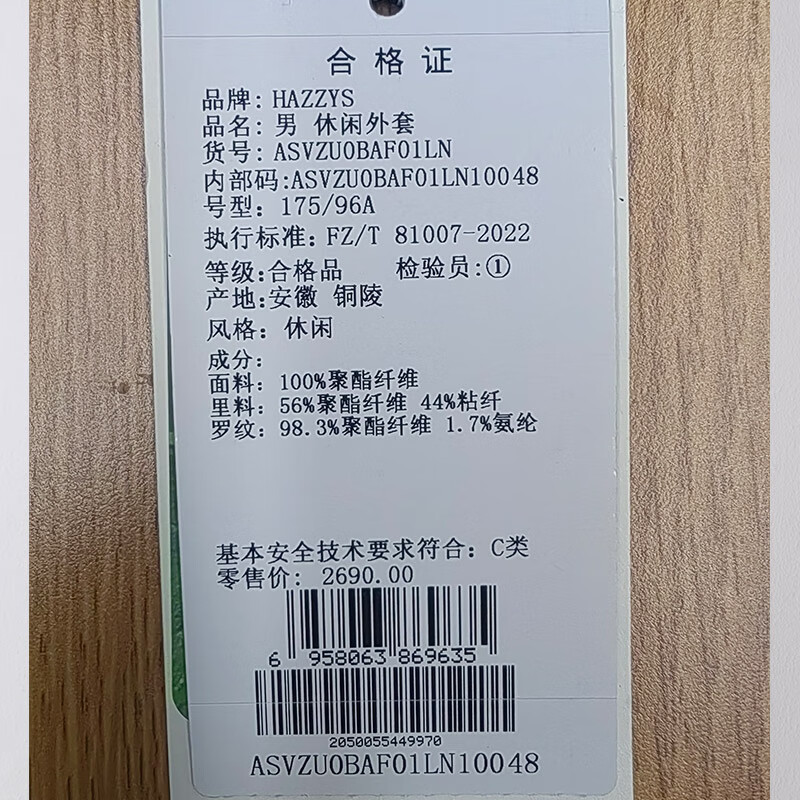 合格证
品牌: HAZZYS
品名: 男 休闲外套
货号: ASVZU0BAF01LN
内部码:ASVZU0BAF01LN10048
号型: 175/96A
执行标准: FZ/T 81007-2022
等级:合格品 检验员:①
产地:安徽 铜陵
风格: 休闲
成分:
面料: 100%聚酯纤维
里料: 56%聚酯纤维 44%粘纤
罗纹: 98.3%聚酯纤维 1.7%氨纶
基本安全技术要求符合: C类
零售价: 2690.00
6 958063 869635
2050055449970
ASVZU0BAF01LN10048